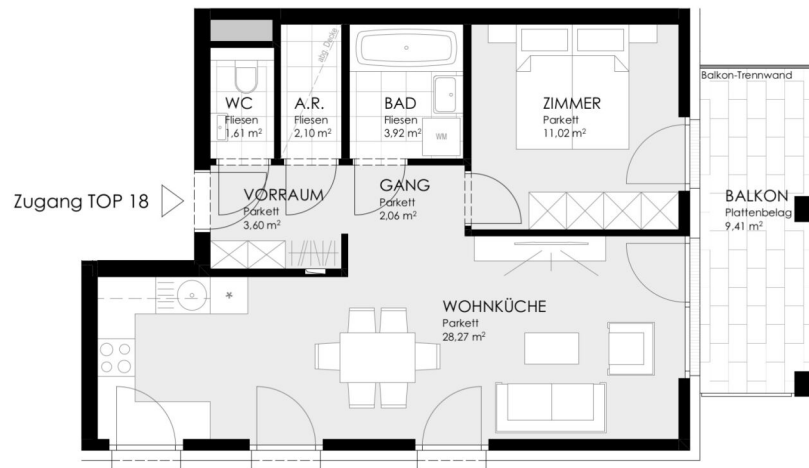 WC
Fliesen
1,61 m²
A.R.
Fliesen
2,10 m²
abg. Decke
BAD
Fliesen
3,92 m²
WM
ZIMMER
Parkett
11,02 m²
Balkon-Trennwand
Zugang TOP 18
VORRAUM
Parkett
3,60 m²
GANG
Parkett
2,06 m²
BALKON
Plattenbelag
9,41 m²
*
WOHNKÜCHE
Parkett
28,27 m²